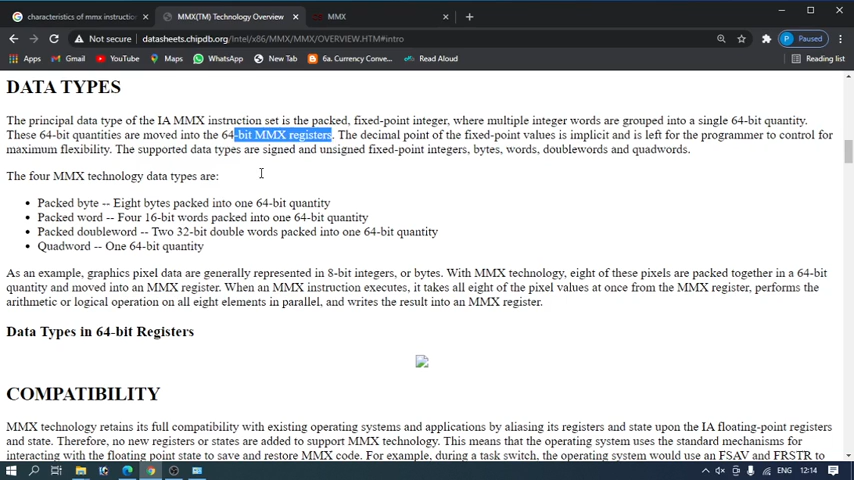 characteristics of mmx instructio
MMX(TM) Technology Overview
MMX
Not secure
datasheets.chipdb.org/Intel/x86/MMX/MMX/OVERVIEW.HTM#intro
P Paused
Apps
Gmail
YouTube
Maps
WhatsApp
New Tab
6a. Currency Conver...
Read Aloud
Reading list
DATA TYPES
The principal data type of the IA MMX instruction set is the packed, fixed-point integer, where multiple integer words are grouped into a single 64-bit quantity.
These 64-bit quantities are moved into the 64-bit MMX registers. The decimal point of the fixed-point values is implicit and is left for the programmer to control for
maximum flexibility. The supported data types are signed and unsigned fixed-point integers, bytes, words, doublewords and quadwords.
The four MMX technology data types are:
• Packed byte -- Eight bytes packed into one 64-bit quantity
• Packed word -- Four 16-bit words packed into one 64-bit quantity
• Packed doubleword -- Two 32-bit double words packed into one 64-bit quantity
• Quadword -- One 64-bit quantity
As an example, graphics pixel data are generally represented in 8-bit integers, or bytes. With MMX technology, eight of these pixels are packed together in a 64-bit
quantity and moved into an MMX register. When an MMX instruction executes, it takes all eight of the pixel values at once from the MMX register, performs the
arithmetic or logical operation on all eight elements in parallel, and writes the result into an MMX register.
Data Types in 64-bit Registers
COMPATIBILITY
MMX technology retains its full compatibility with existing operating systems and applications by aliasing its registers and state upon the IA floating-point registers
and state. Therefore, no new registers or states are added to support MMX technology. This means that the operating system uses the standard mechanisms for
interacting with the floating point state to save and restore MMX code. For example, during a task switch, the operating system would use an FSAV and FRSTR to
ENG
12:14